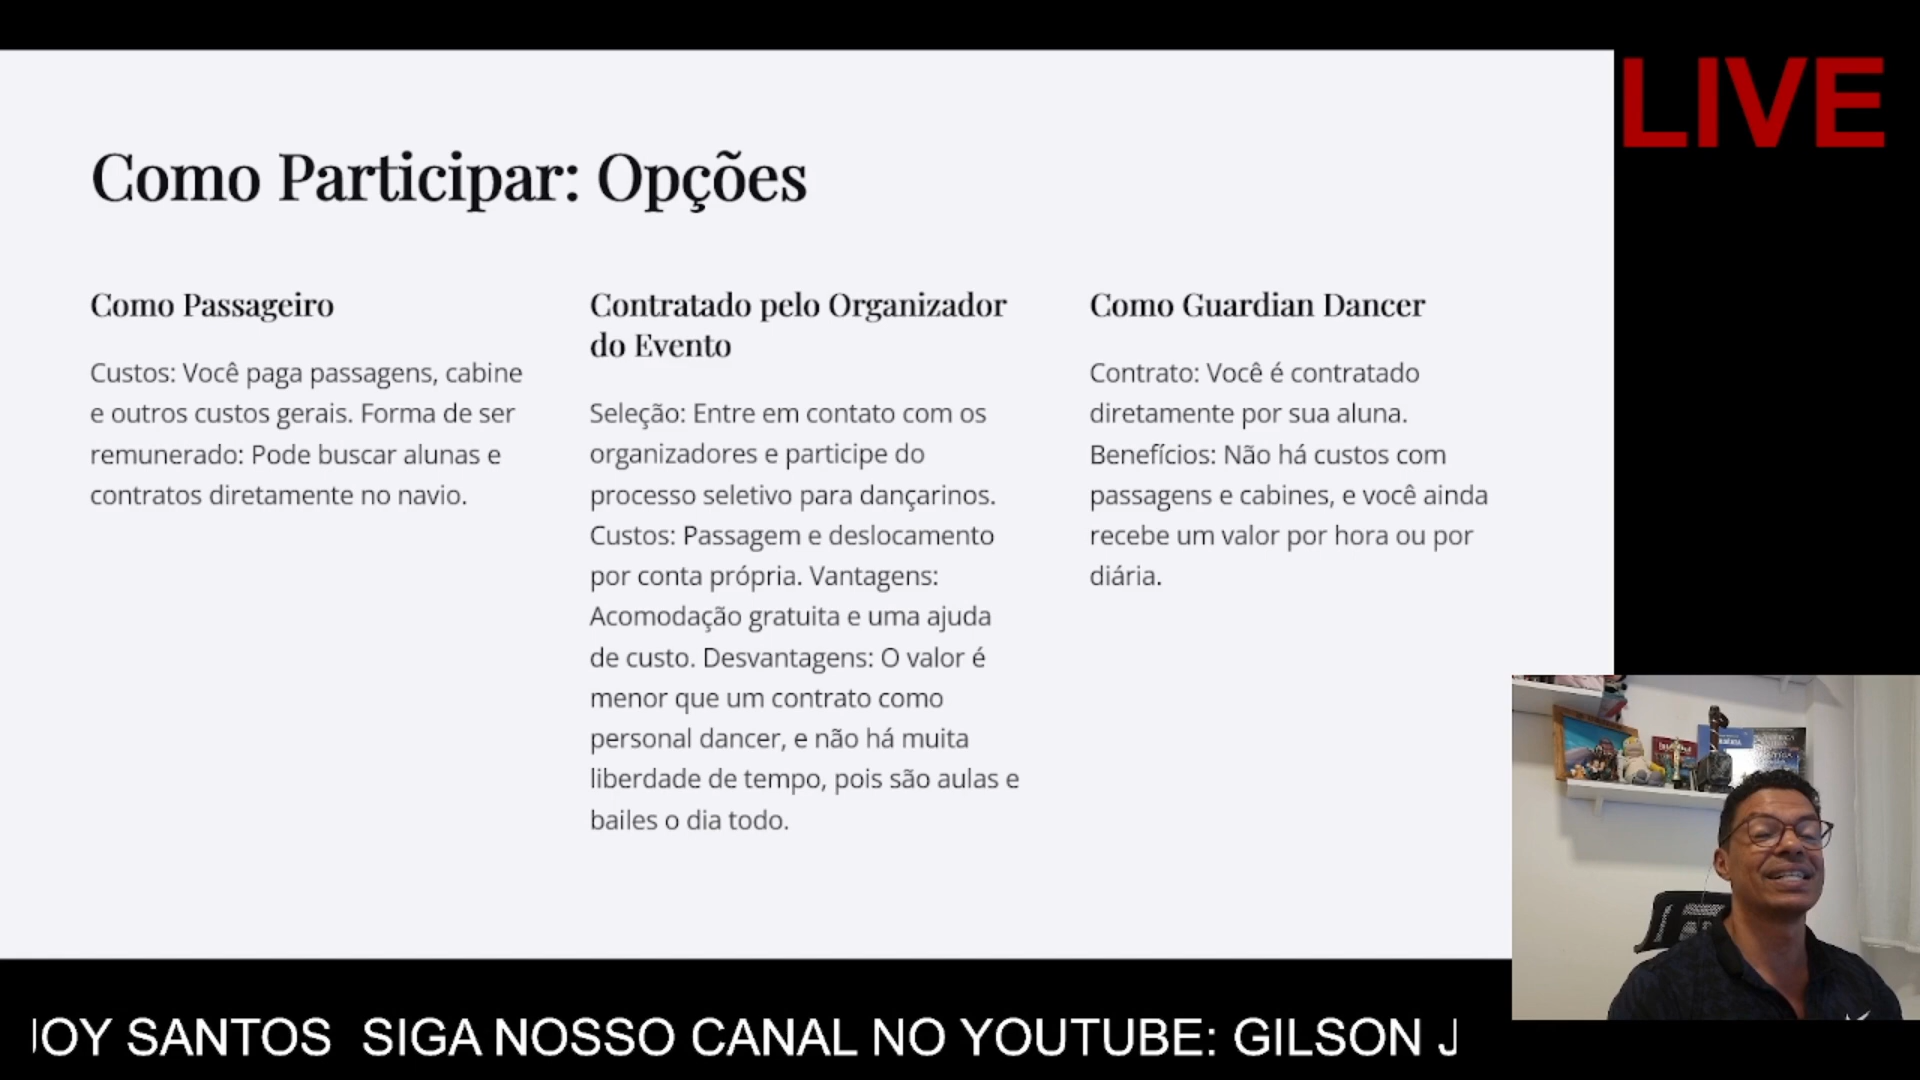 LIVE
Como Participar: Opções
Como Passageiro
Custos: Você paga passagens, cabine
e outros custos gerais. Forma de ser
remunerado: Pode buscar alunas e
contratos diretamente no navio.
Contratado pelo Organizador
do Evento
Seleção: Entre em contato com os
organizadores e participe do
processo seletivo para dançarinos.
Custos: Passagem e deslocamento
por conta própria. Vantagens:
Acomodação gratuita e uma ajuda
de custo. Desvantagens: O valor é
menor que um contrato como
personal dancer, e não há muita
liberdade de tempo, pois são aulas e
bailes o dia todo.
Como Guardian Dancer
Contrato: Você é contratado
diretamente por sua aluna.
Benefícios: Não há custos com
passagens e cabines, e você ainda
recebe um valor por hora ou por
diária.
OY SANTOS SIGA NOSSO CANAL NO YOUTUBE: GILSON J